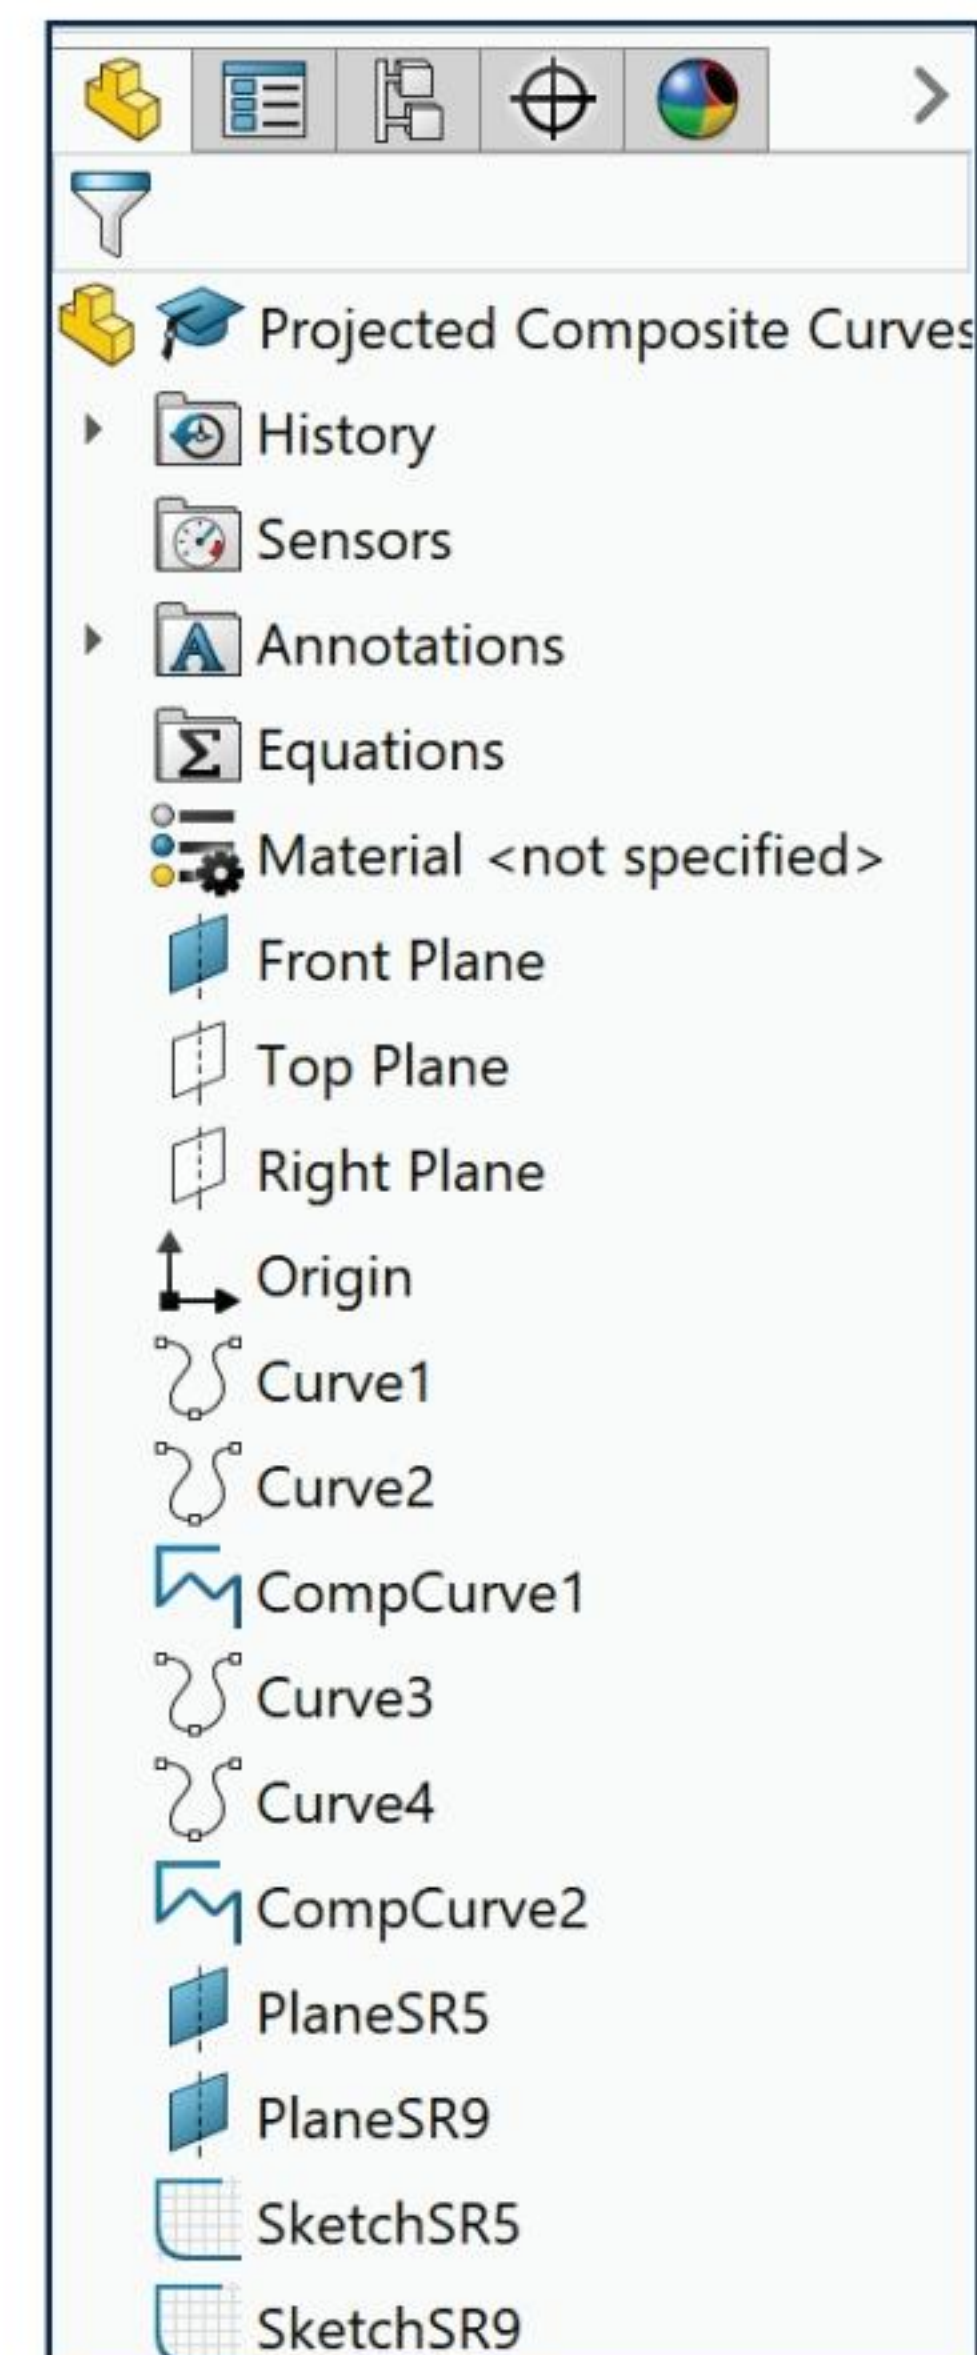 Projected Composite Curves
History
Sensors
Annotations
Equations
Material <not specified>
Front Plane
Top Plane
Right Plane
Origin
Curve1
Curve2
CompCurve1
Curve3
Curve4
CompCurve2
PlaneSR5
PlaneSR9
SketchSR5
SketchSR9